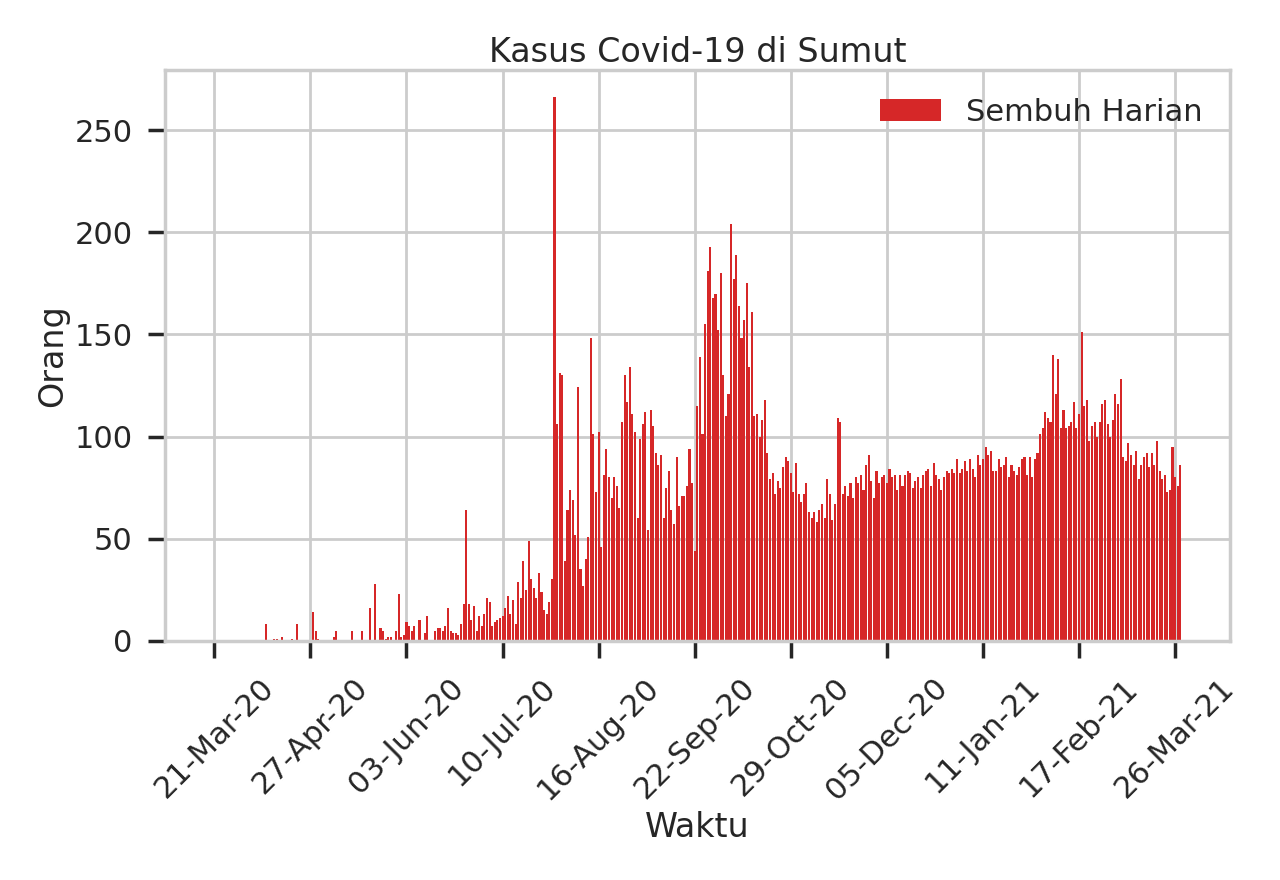 Kasus Covid-19 di Sumut
Sembuh Harian
Orang
250
200
150
100
50
0
21-Mar-20
27-Apr-20
03-Jun-20
10-Jul-20
16-Aug-20
22-Sep-20
29-Oct-20
05-Dec-20
11-Jan-21
17-Feb-21
26-Mar-21
Waktu